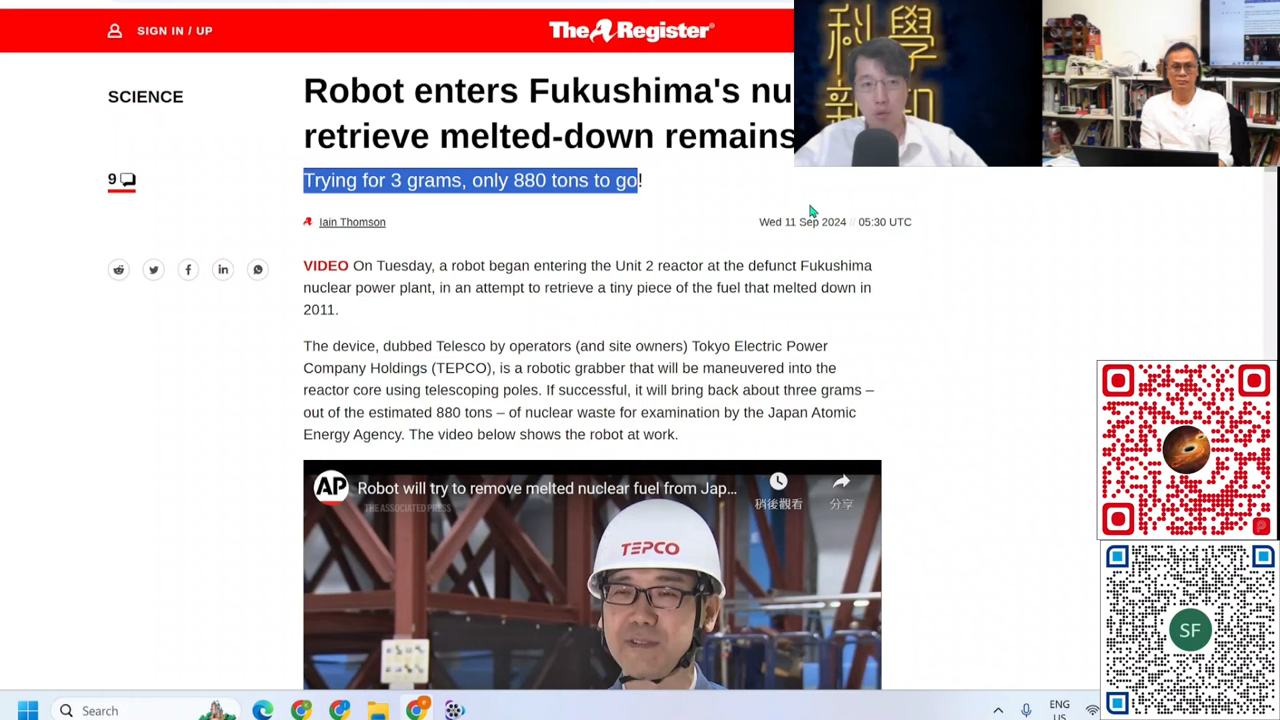 SIGN IN / UP
The Register®
SCIENCE
Robot enters Fukushima's nu
retrieve melted-down remains
科學
新知
9
Trying for 3 grams, only 880 tons to go!
Iain Thomson
Wed 11 Sep 2024 // 05:30 UTC
VIDEO On Tuesday, a robot began entering the Unit 2 reactor at the defunct Fukushima
nuclear power plant, in an attempt to retrieve a tiny piece of the fuel that melted down in
2011.
The device, dubbed Telesco by operators (and site owners) Tokyo Electric Power
Company Holdings (TEPCO), is a robotic grabber that will be maneuvered into the
reactor core using telescoping poles. If successful, it will bring back about three grams –
out of the estimated 880 tons – of nuclear waste for examination by the Japan Atomic
Energy Agency. The video below shows the robot at work.
AP
Robot will try to remove melted nuclear fuel from Jap...
THE ASSOCIATED PRESS
稍後觀看
分享
TEPCO
SF
Search
ENG
US